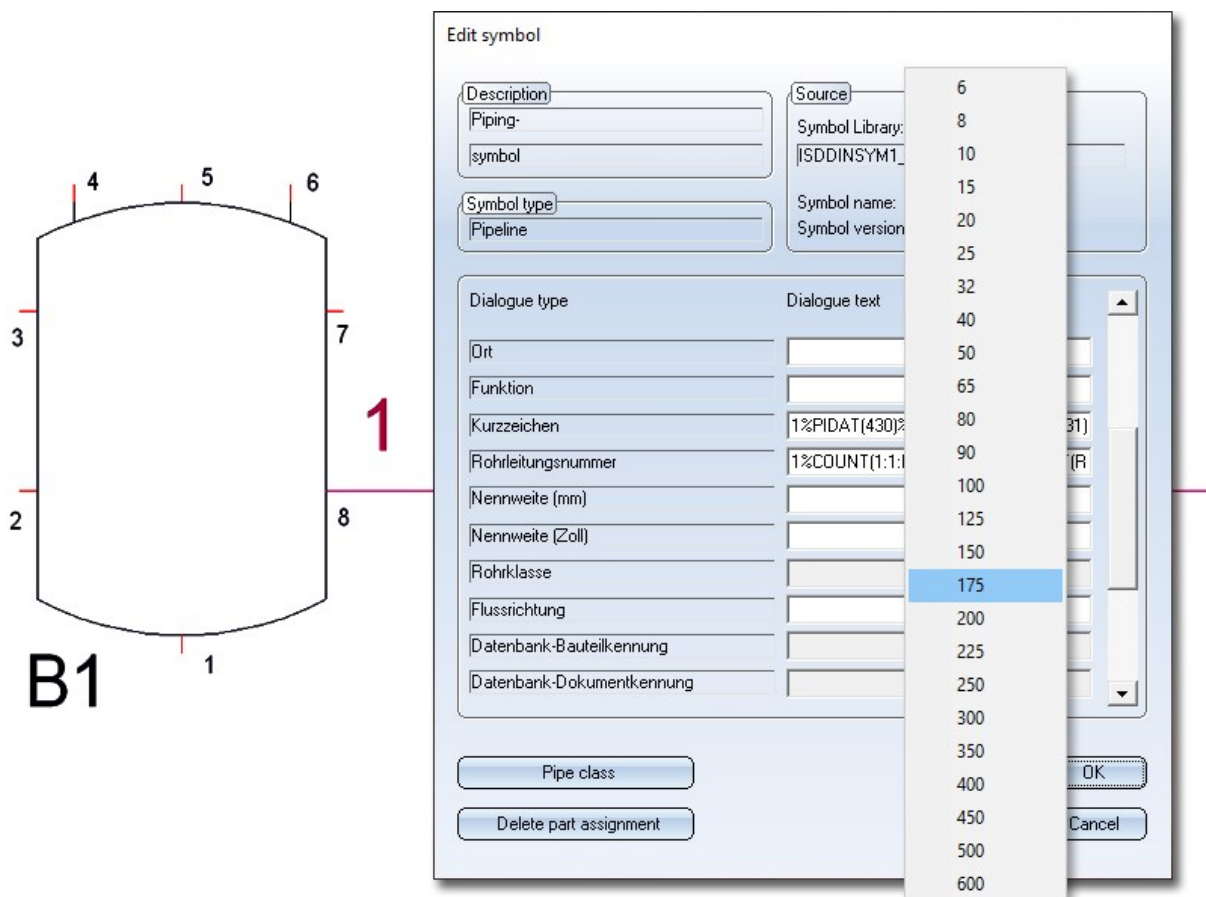 4
5
6
3
7
1
2
8
1
B1
Edit symbol
Description
Piping-
symbol
Symbol type
Pipeline
Source
Symbol Library:
ISDDINSYM1_
Symbol name:
Symbol version
Dialogue type
Dialogue text
Ort
Funktion
Kurzzeichen
1%PIDAT(430)%
31)
Rohrleitungsnummer
1%COUNT(1:1:
T(R
Nennweite (mm)
Nennweite (Zoll)
Rohrklasse
Flussrichtung
Datenbank-Bauteilkennung
Datenbank-Dokumentkennung
Pipe class
Delete part assignment
OK
Cancel
6
8
10
15
20
25
32
40
50
65
80
90
100
125
150
175
200
225
250
300
350
400
450
500
600